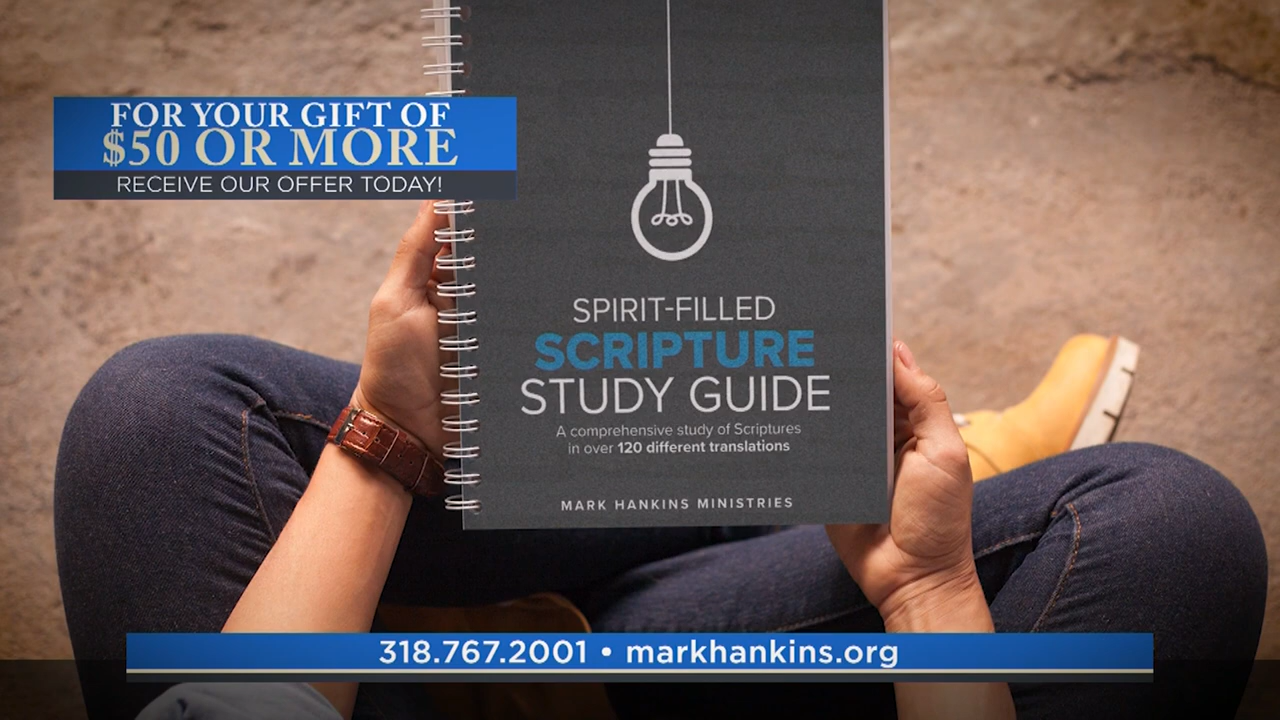 FOR YOUR GIFT OF
$50 OR MORE
RECEIVE OUR OFFER TODAY!
SPIRIT-FILLED
SCRIPTURE
STUDY GUIDE
A comprehensive study of Scriptures
in over 120 different translations
MARK HANKINS MINISTRIES
318.767.2001 • markhankins.org